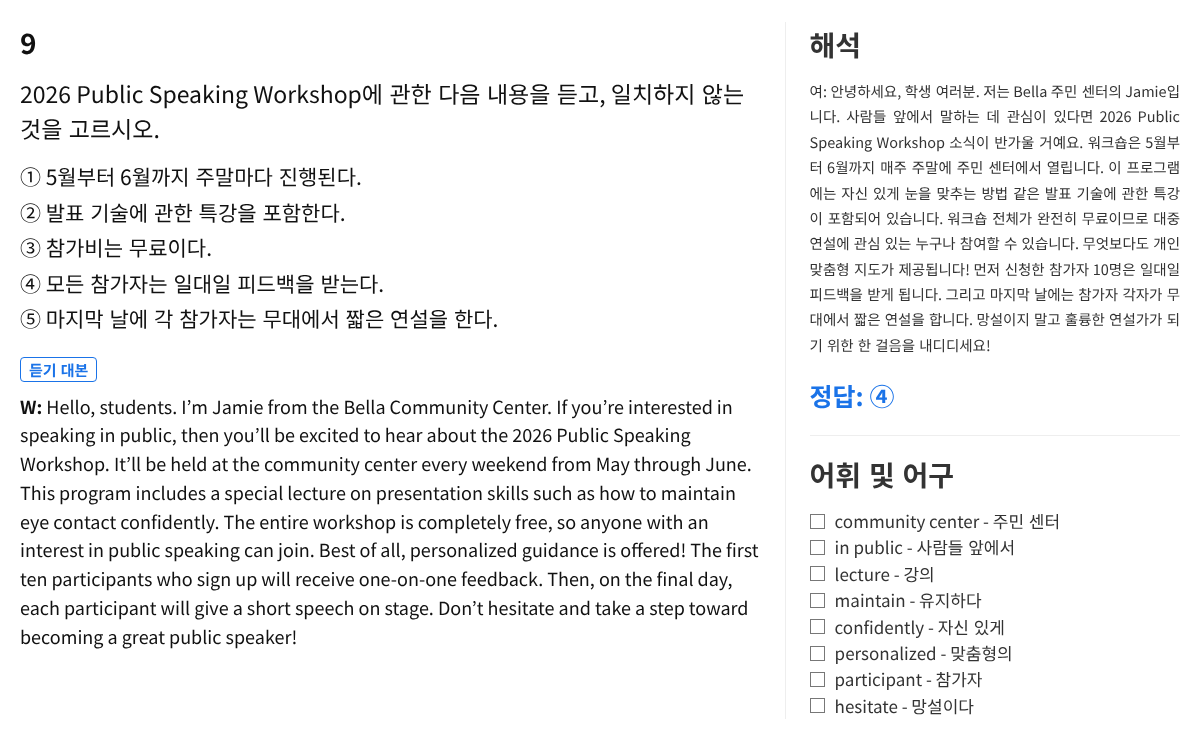 9
2026 Public Speaking Workshop에 관한 다음 내용을 듣고, 일치하지 않는
것을 고르시오.
① 5월부터 6월까지 주말마다 진행된다.
② 발표 기술에 관한 특강을 포함한다.
③ 참가비는 무료이다.
④ 모든 참가자는 일대일 피드백을 받는다.
⑤ 마지막 날에 각 참가자는 무대에서 짧은 연설을 한다.
듣기 대본
W: Hello, students. I’m Jamie from the Bella Community Center. If you’re interested in
speaking in public, then you’ll be excited to hear about the 2026 Public Speaking
Workshop. It’ll be held at the community center every weekend from May through June.
This program includes a special lecture on presentation skills such as how to maintain
eye contact confidently. The entire workshop is completely free, so anyone with an
interest in public speaking can join. Best of all, personalized guidance is offered! The first
ten participants who sign up will receive one-on-one feedback. Then, on the final day,
each participant will give a short speech on stage. Don’t hesitate and take a step toward
becoming a great public speaker!
해석
여: 안녕하세요, 학생 여러분. 저는 Bella 주민 센터의 Jamie입
니다. 사람들 앞에서 말하는 데 관심이 있다면 2026 Public
Speaking Workshop 소식이 반가울 거예요. 워크숍은 5월부
터 6월까지 매주 주말에 주민 센터에서 열립니다. 이 프로그램
에는 자신 있게 눈을 맞추는 방법 같은 발표 기술에 관한 특강
이 포함되어 있습니다. 워크숍 전체가 완전히 무료이므로 대중
연설에 관심 있는 누구나 참여할 수 있습니다. 무엇보다도 개인
맞춤형 지도가 제공됩니다! 먼저 신청한 참가자 10명은 일대일
피드백을 받게 됩니다. 그리고 마지막 날에는 참가자 각자가 무
대에서 짧은 연설을 합니다. 망설이지 말고 훌륭한 연설가가 되
기 위한 한 걸음을 내디디세요!
정답: ④
어휘 및 어구
☐ community center - 주민 센터
☐ in public - 사람들 앞에서
☐ lecture - 강의
☐ maintain - 유지하다
☐ confidently - 자신 있게
☐ personalized - 맞춤형의
☐ participant - 참가자
☐ hesitate - 망설이다